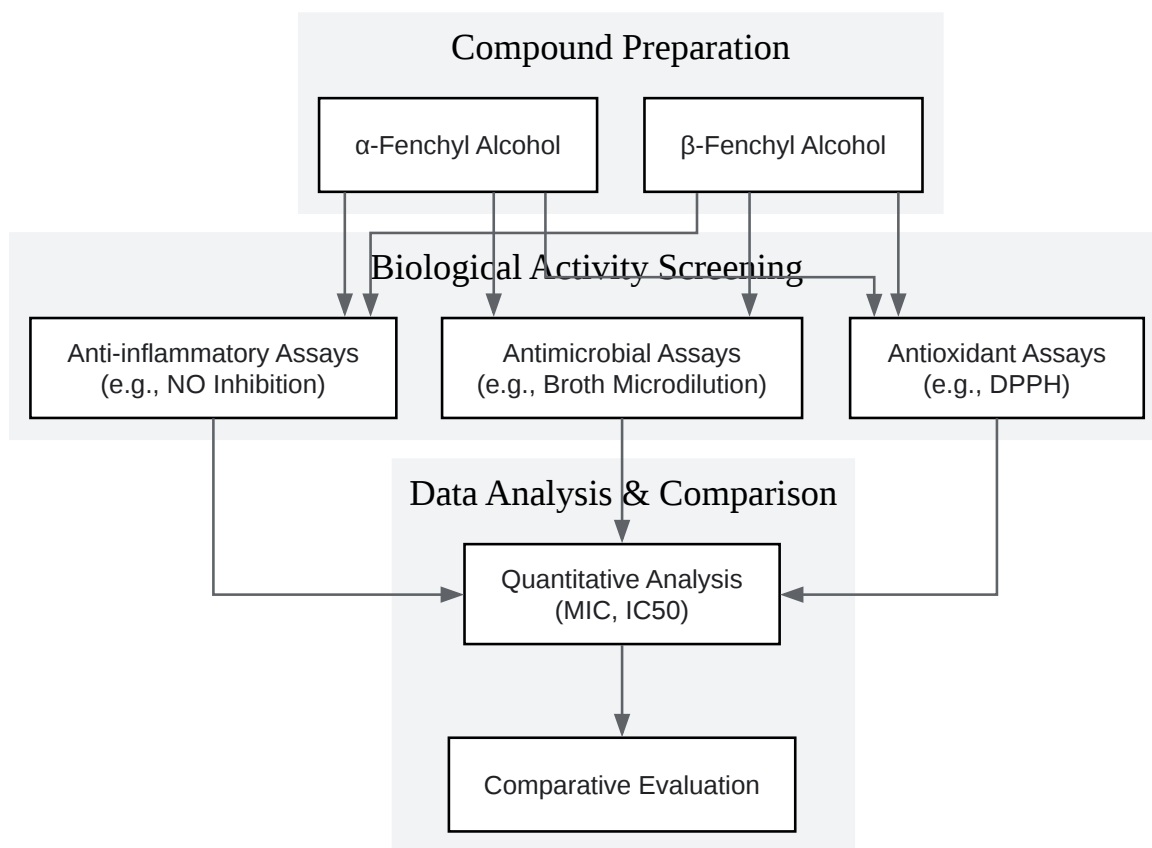 Compound Preparation
α-Fenchyl Alcohol
β-Fenchyl Alcohol
Biological Activity Screening
Anti-inflammatory Assays
(e.g., NO Inhibition)
Antimicrobial Assays
(e.g., Broth Microdilution)
Antioxidant Assays
(e.g., DPPH)
Data Analysis & Comparison
Quantitative Analysis
(MIC, IC50)
Comparative Evaluation